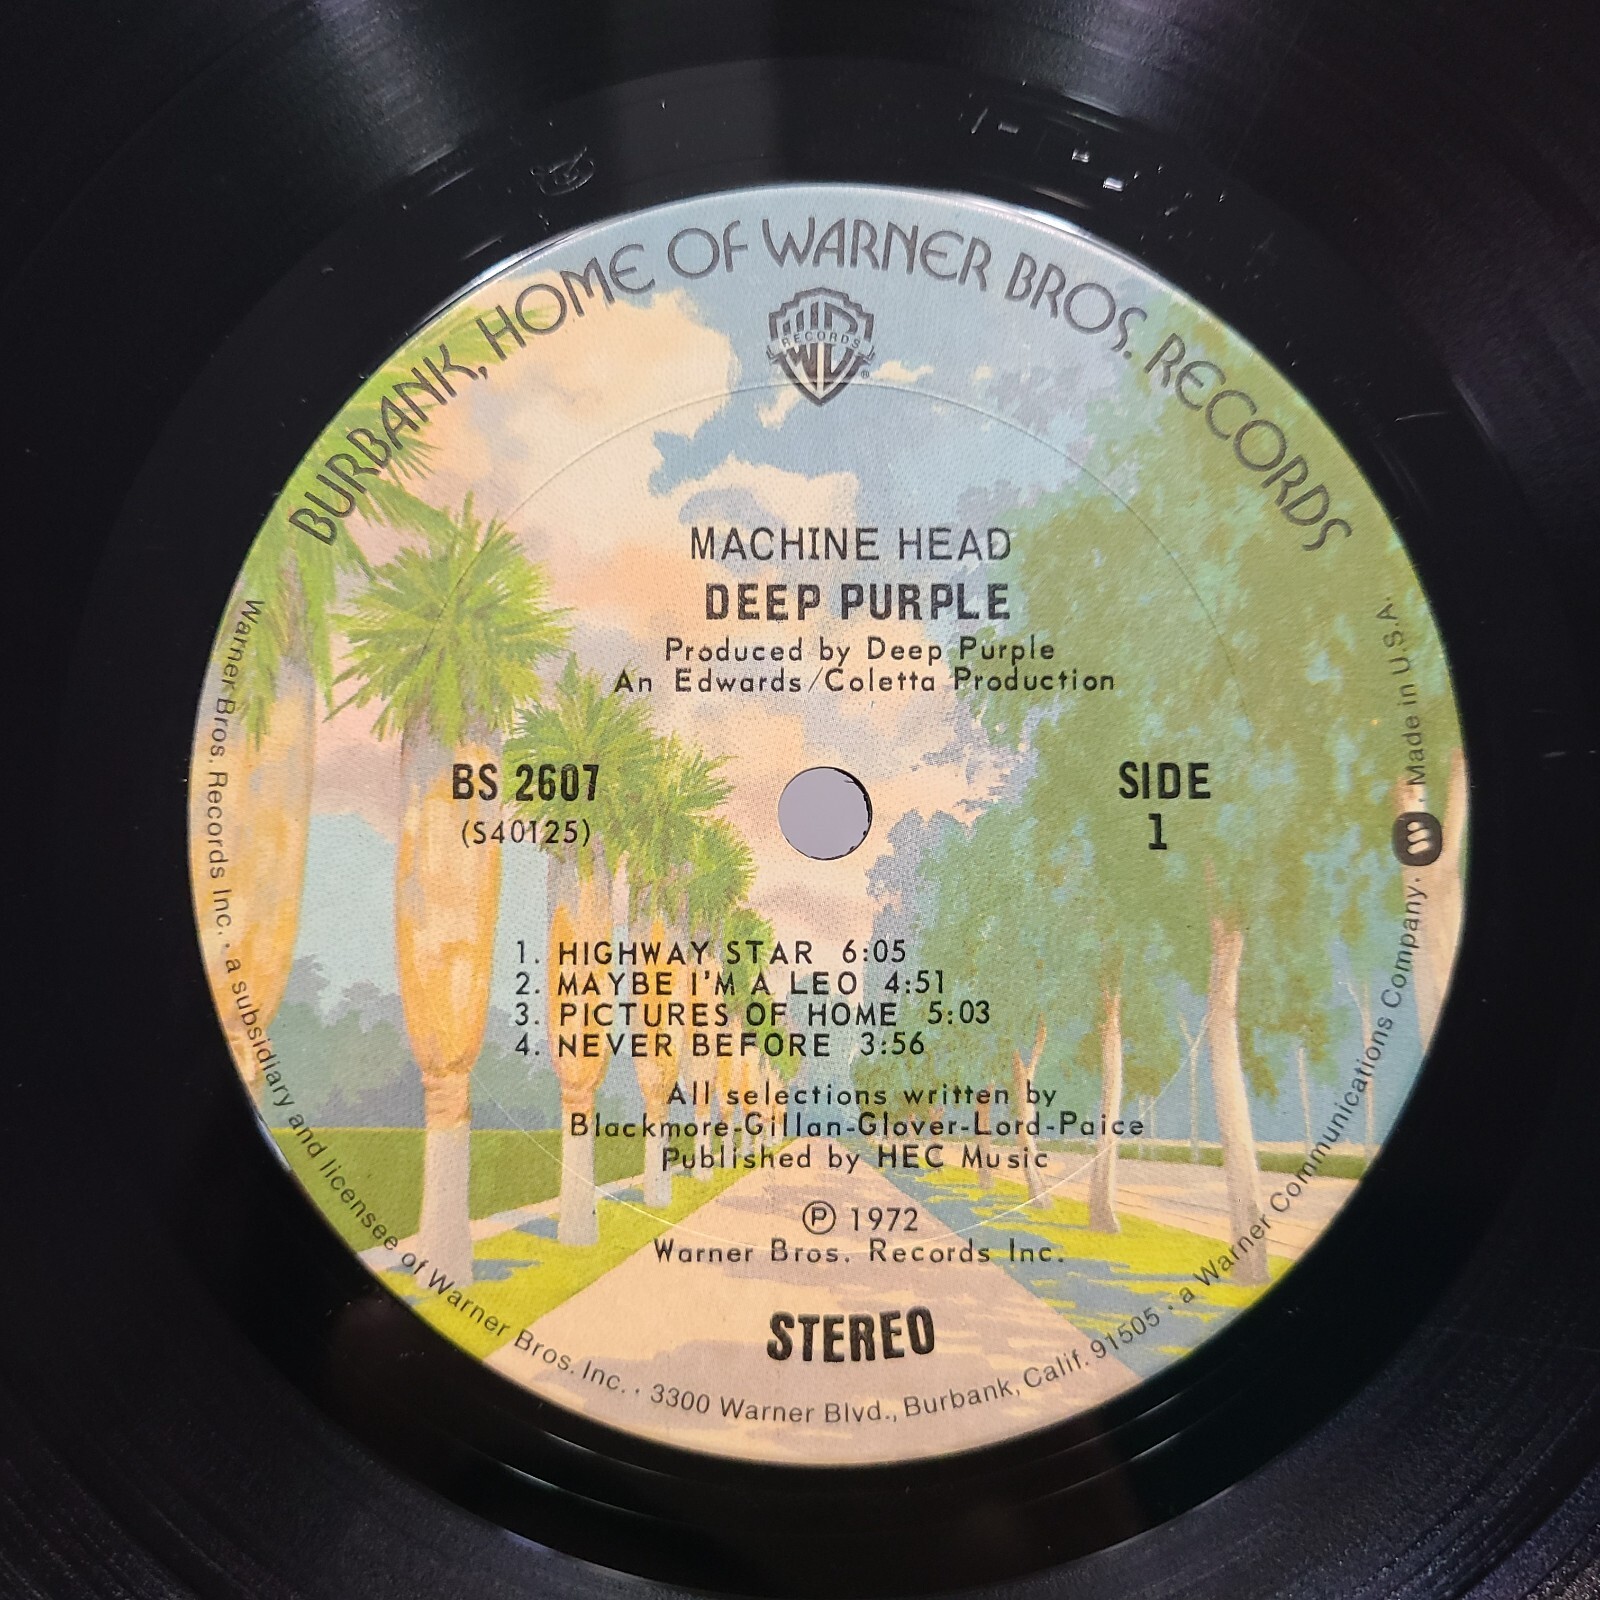 BURBANK, HOME OF WARNER BROS. RECORDS
RECORDS
®
MACHINE HEAD
DEEP PURPLE
Produced by Deep Purple
An Edwards/Coletta Production
BS 2607
(S40125)
SIDE
1
1. HIGHWAY STAR 6:05
2. MAYBE I'M A LEO 4:51
3. PICTURES OF HOME 5:03
4. NEVER BEFORE 3:56
All selections written by
Blackmore-Gillan-Glover-Lord-Paice
Published by HEC Music
Ⓟ 1972
Warner Bros. Records Inc.
STEREO
Warner Bros. Records Inc. · a subsidiary and licensee of Warner Bros. Inc. · 3300 Warner Blvd., Burbank, Calif. 91505 · a Warner Communications Company. · Made in U.S.A.